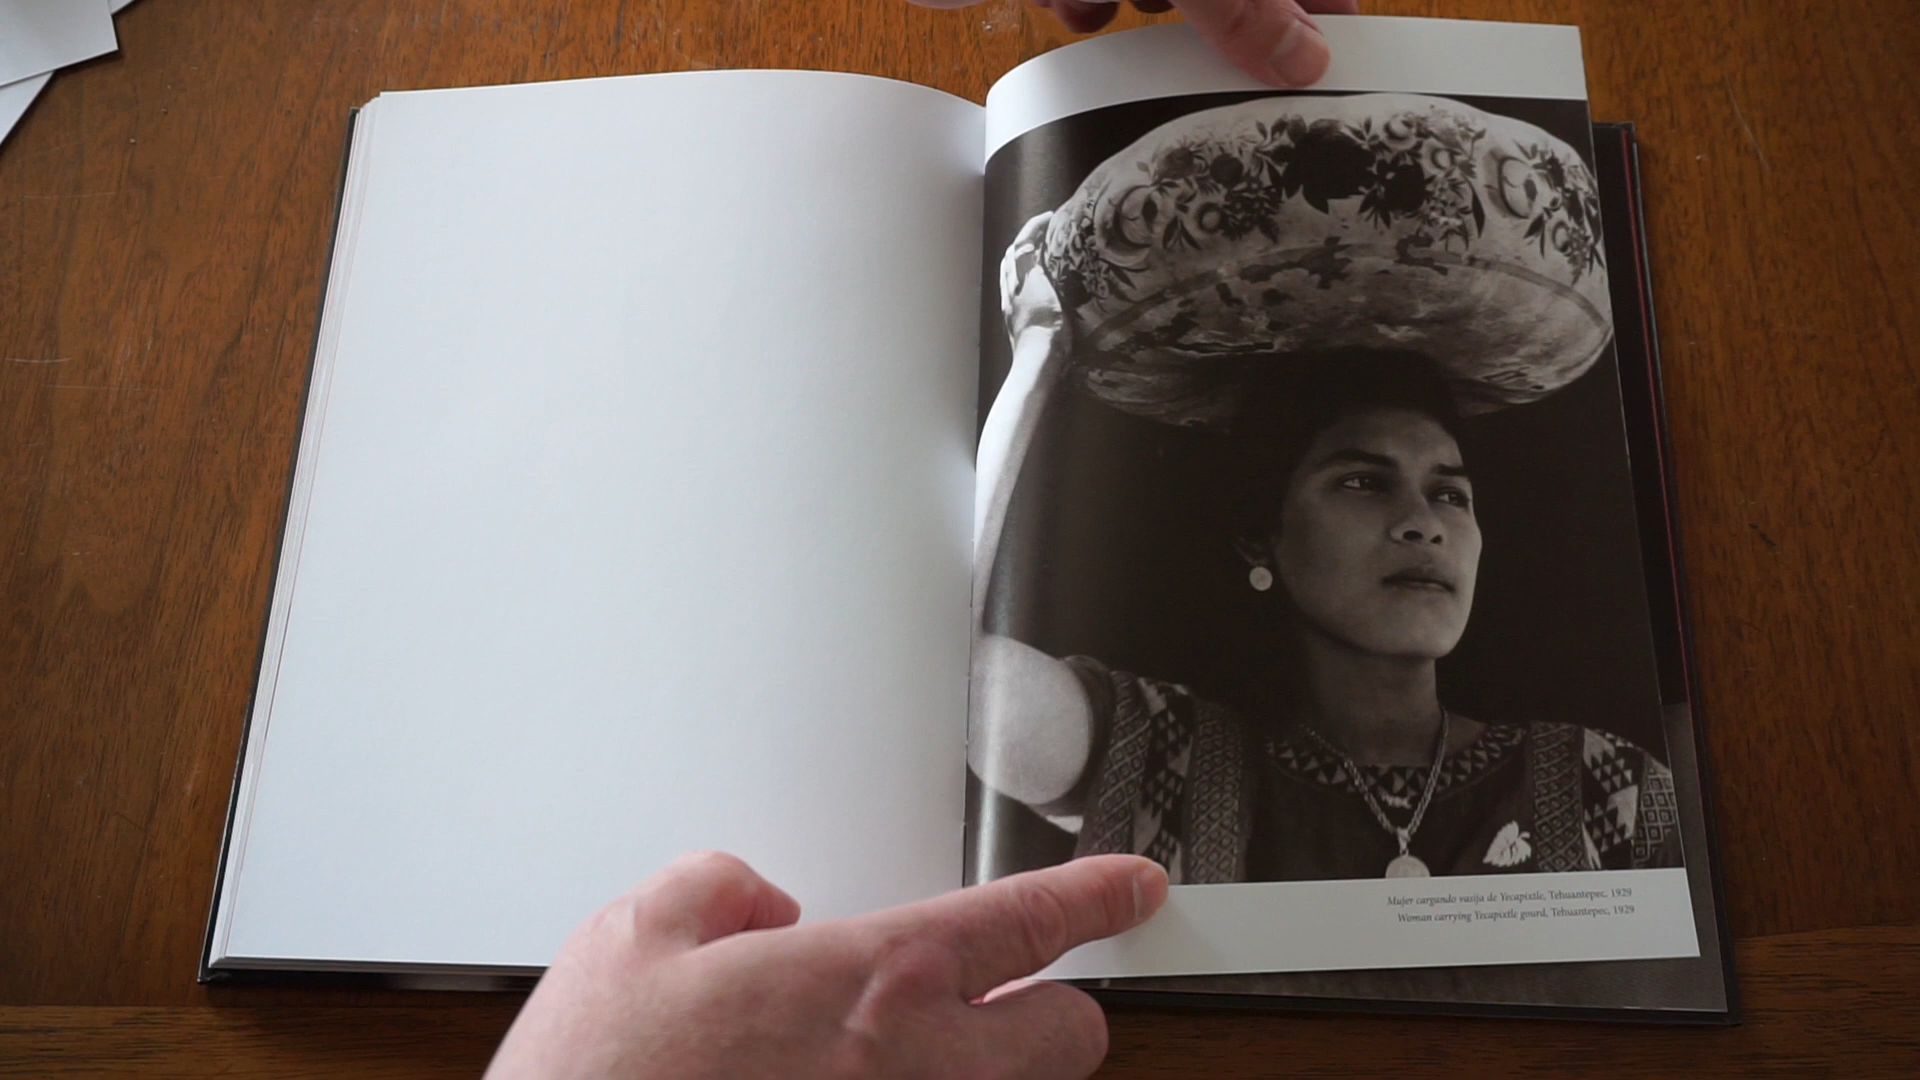 Mujer cargando vasija de Yecapixtle, Tehuantepec, 1929
Woman carrying Yecapixtle gourd, Tehuantepec, 1929